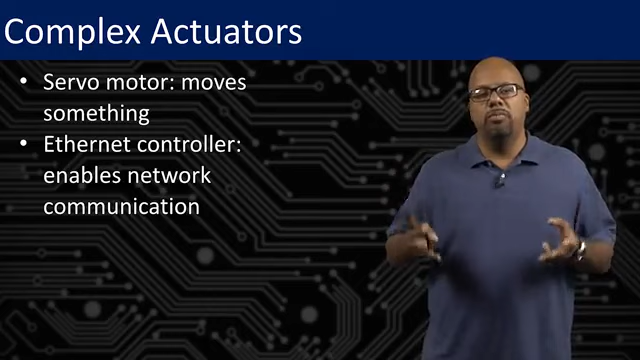 Complex Actuators
• Servo motor: moves
something
• Ethernet controller:
enables network
communication